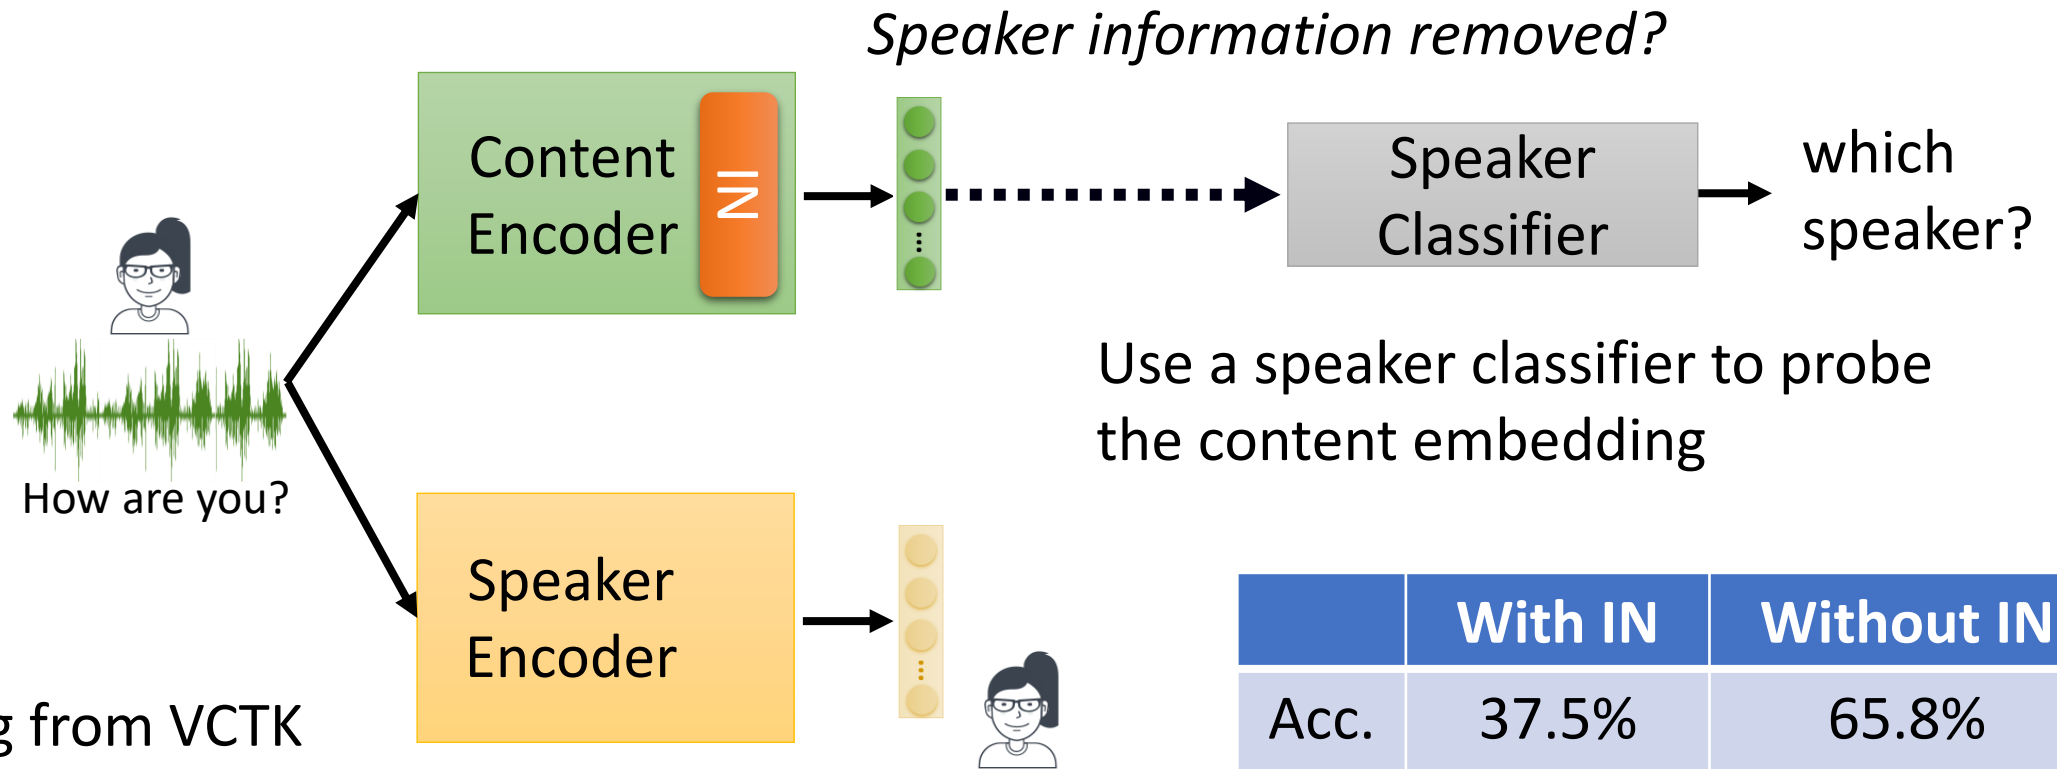 Speaker information removed?
Content
Encoder
IN
Speaker
Classifier
which
speaker?
How are you?
Use a speaker classifier to probe
the content embedding
Speaker
Encoder
With IN Without IN
Acc. 37.5% 65.8%
g from VCTK